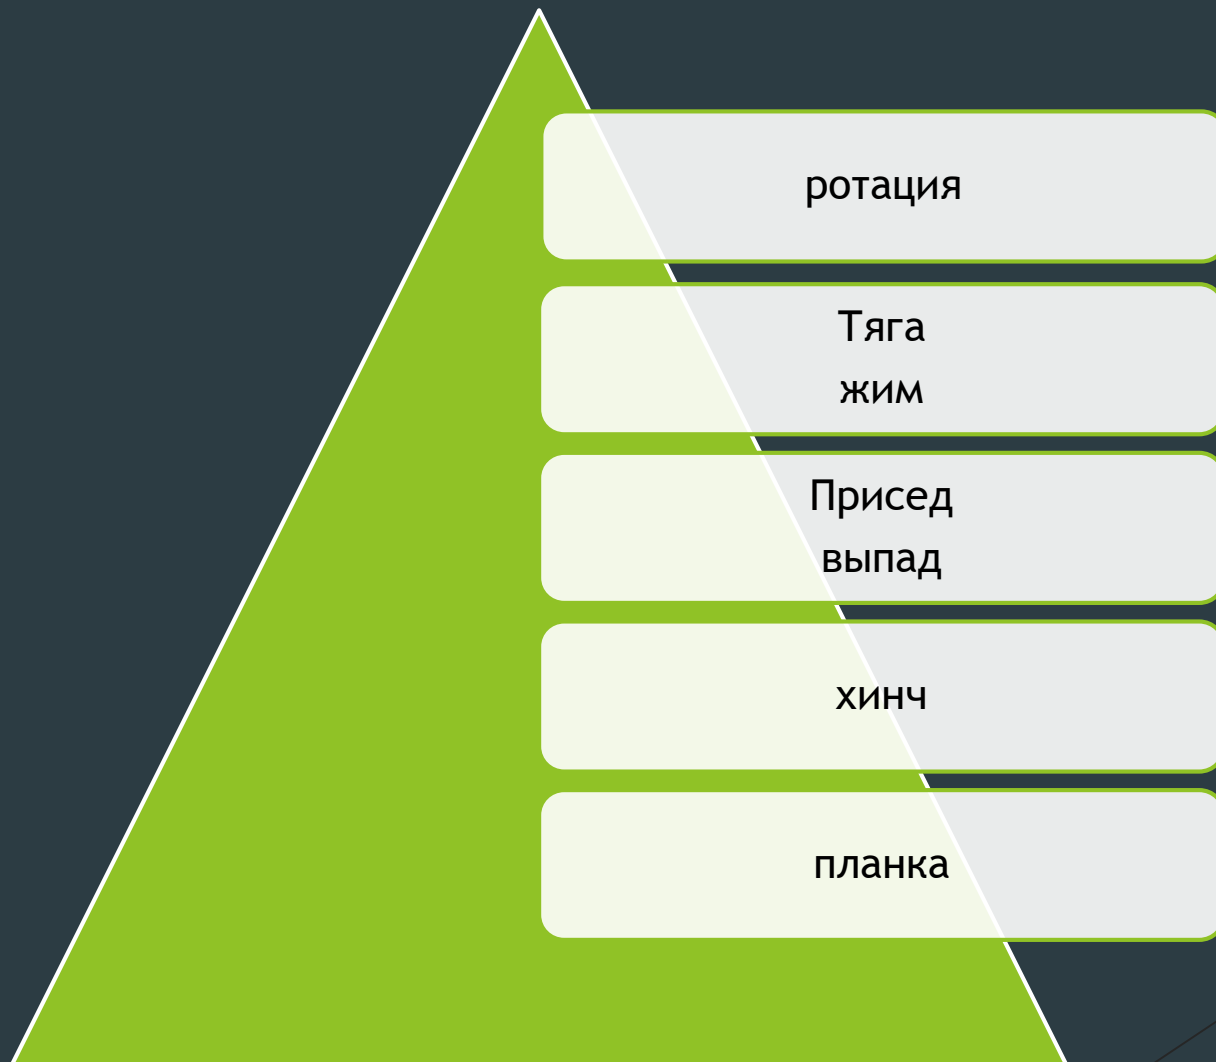 ротация
Тяга
жим
Присед
выпад
хинч
планка